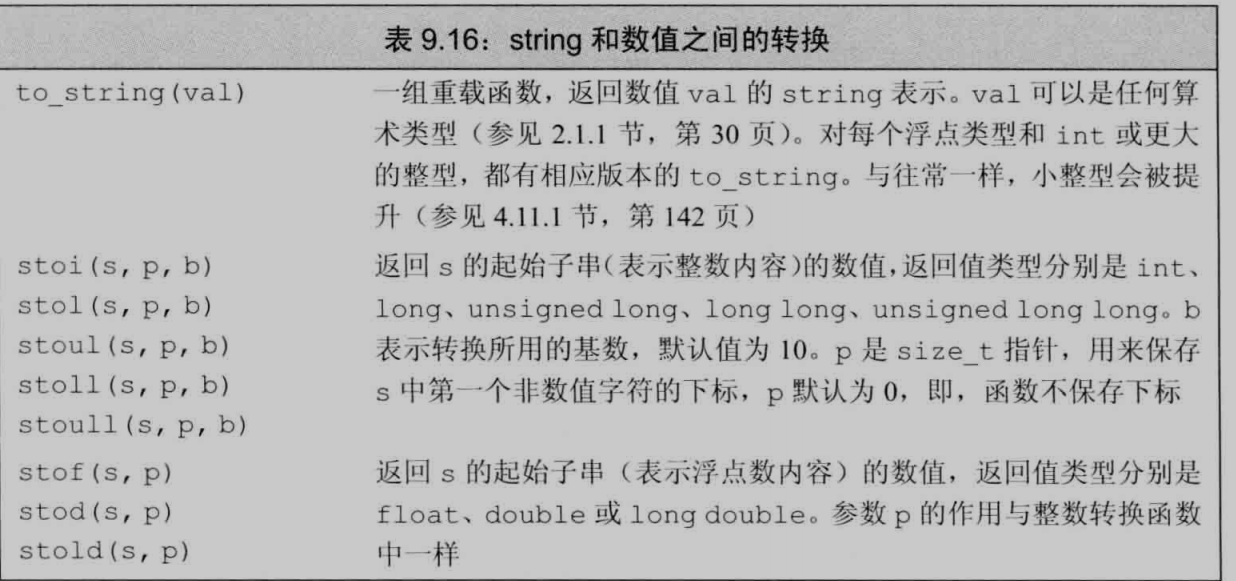 表 9.16：string 和数值之间的转换
to_string(val) 一组重载函数，返回数值 val 的 string 表示。val 可以是任何算
术类型（参见 2.1.1 节，第 30 页）。对每个浮点类型和 int 或更大
的整型，都有相应版本的 to_string。与往常一样，小整型会被提
升（参见 4.11.1 节，第 142 页）
stoi(s, p, b) 返回 s 的起始子串（表示整数内容）的数值，返回值类型分别是 int、
stol(s, p, b) long、unsigned long、long long、unsigned long long。b
stoul(s, p, b) 表示转换所用的基数，默认值为 10。p 是 size_t 指针，用来保存
stoll(s, p, b) s 中第一个非数值字符的下标，p 默认为 0，即，函数不保存下标
stoull(s, p, b)
stof(s, p) 返回 s 的起始子串（表示浮点数内容）的数值，返回值类型分别是
stod(s, p) float、double 或 long double。参数 p 的作用与整数转换函数
stold(s, p) 中一样